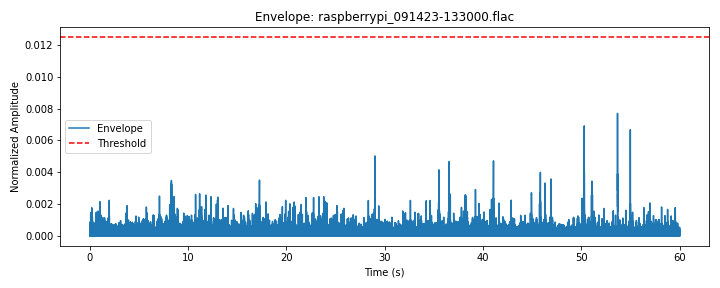 Envelope: raspberrypi_091423-133000.flac
Normalized Amplitude
0.012
0.010
0.008
0.006
0.004
0.002
0.000
Envelope
Threshold
0 10 20 30 40 50 60
Time (s)